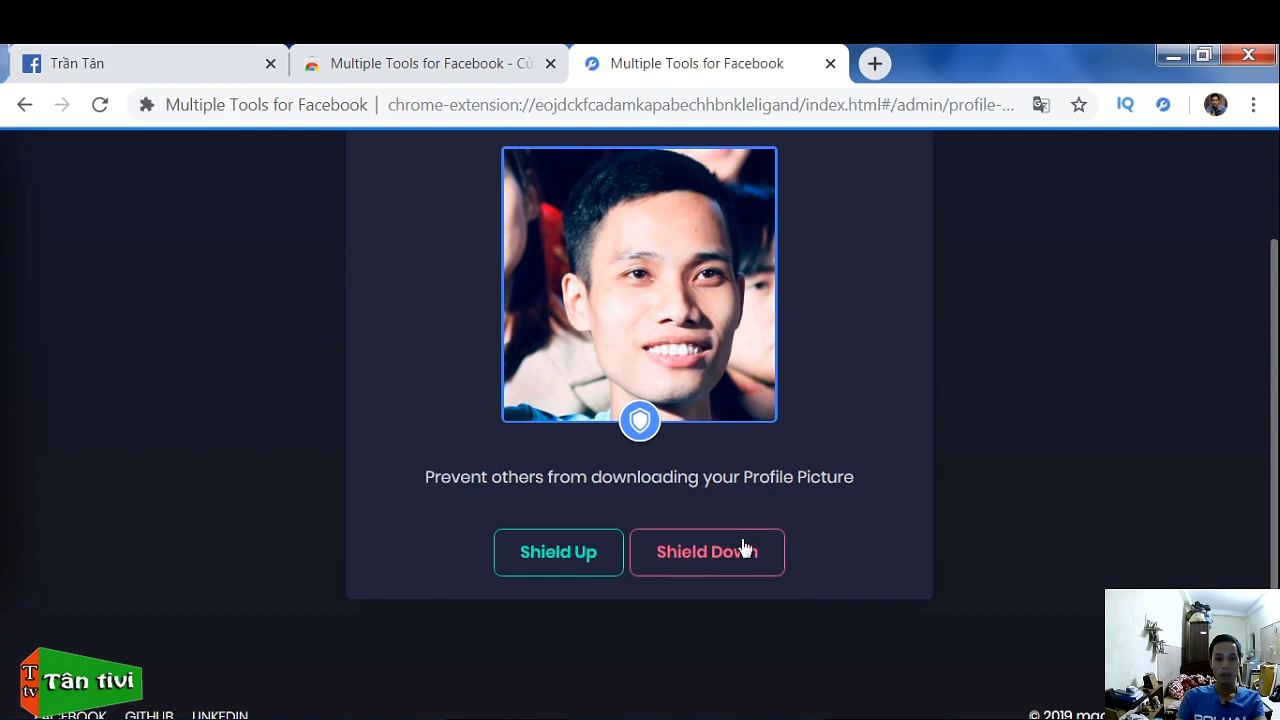 Trần Tân
Multiple Tools for Facebook - Cử
Multiple Tools for Facebook
Multiple Tools for Facebook | chrome-extension://eojdckfcadamkapabechhbnkleligand/index.html#/admin/profile-...
IQ
Prevent others from downloading your Profile Picture
Shield Up
Shield Down
T
tv
Tân tivi
FACEBOOK GITHUB LINKEDIN
© 2019